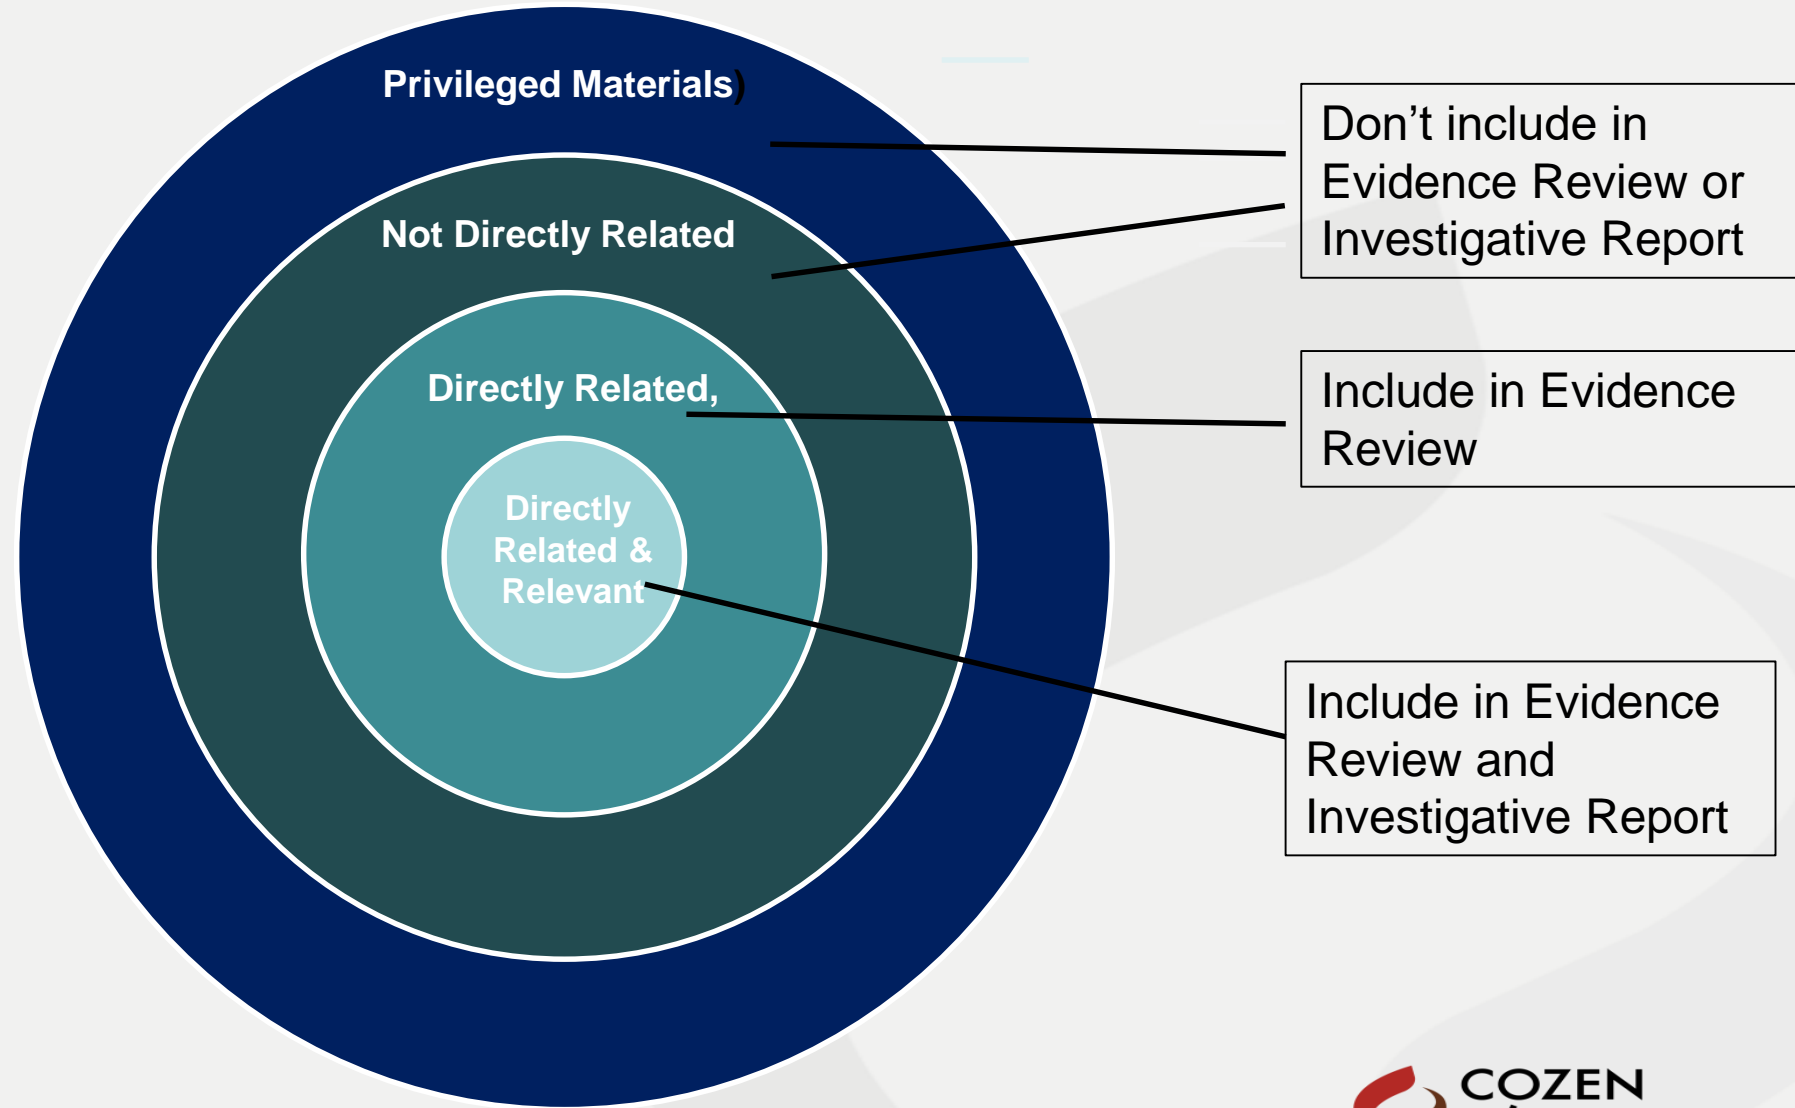 Privileged Materials)
Don’t include in
Evidence Review or
Investigative Report
Not Directly Related
Directly Related,
Include in Evidence
Review
Directly
Related &
Relevant
Include in Evidence
Review and
Investigative Report
COZEN